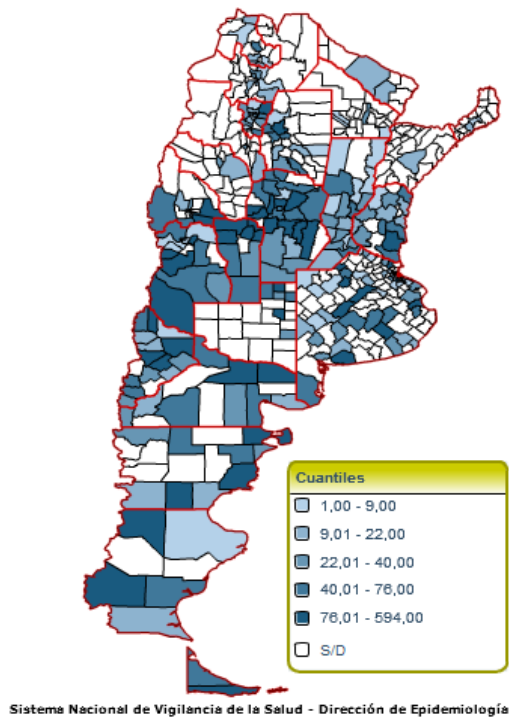 Cuantiles
1,00 - 9,00
9,01 - 22,00
22,01 - 40,00
40,01 - 76,00
76,01 - 594,00
S/D
Sistema Nacional de Vigilancia de la Salud - Dirección de Epidemiología